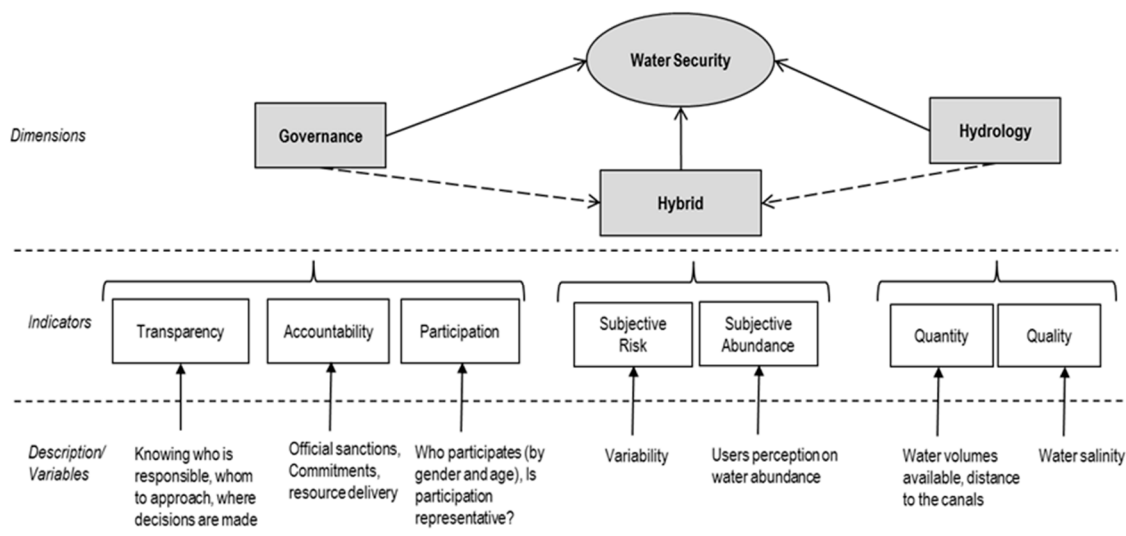 Water Security
Dimensions
Governance
Hydrology
Hybrid
Indicators
Transparency
Accountability
Participation
Subjective
Risk
Subjective
Abundance
Quantity
Quality
Description/
Variables
Knowing who is
responsible, whom
to approach, where
decisions are made
Official sanctions,
Commitments,
resource delivery
Who participates (by
gender and age), Is
participation
representative?
Variability
Users perception on
water abundance
Water volumes
available, distance
to the canals
Water salinity